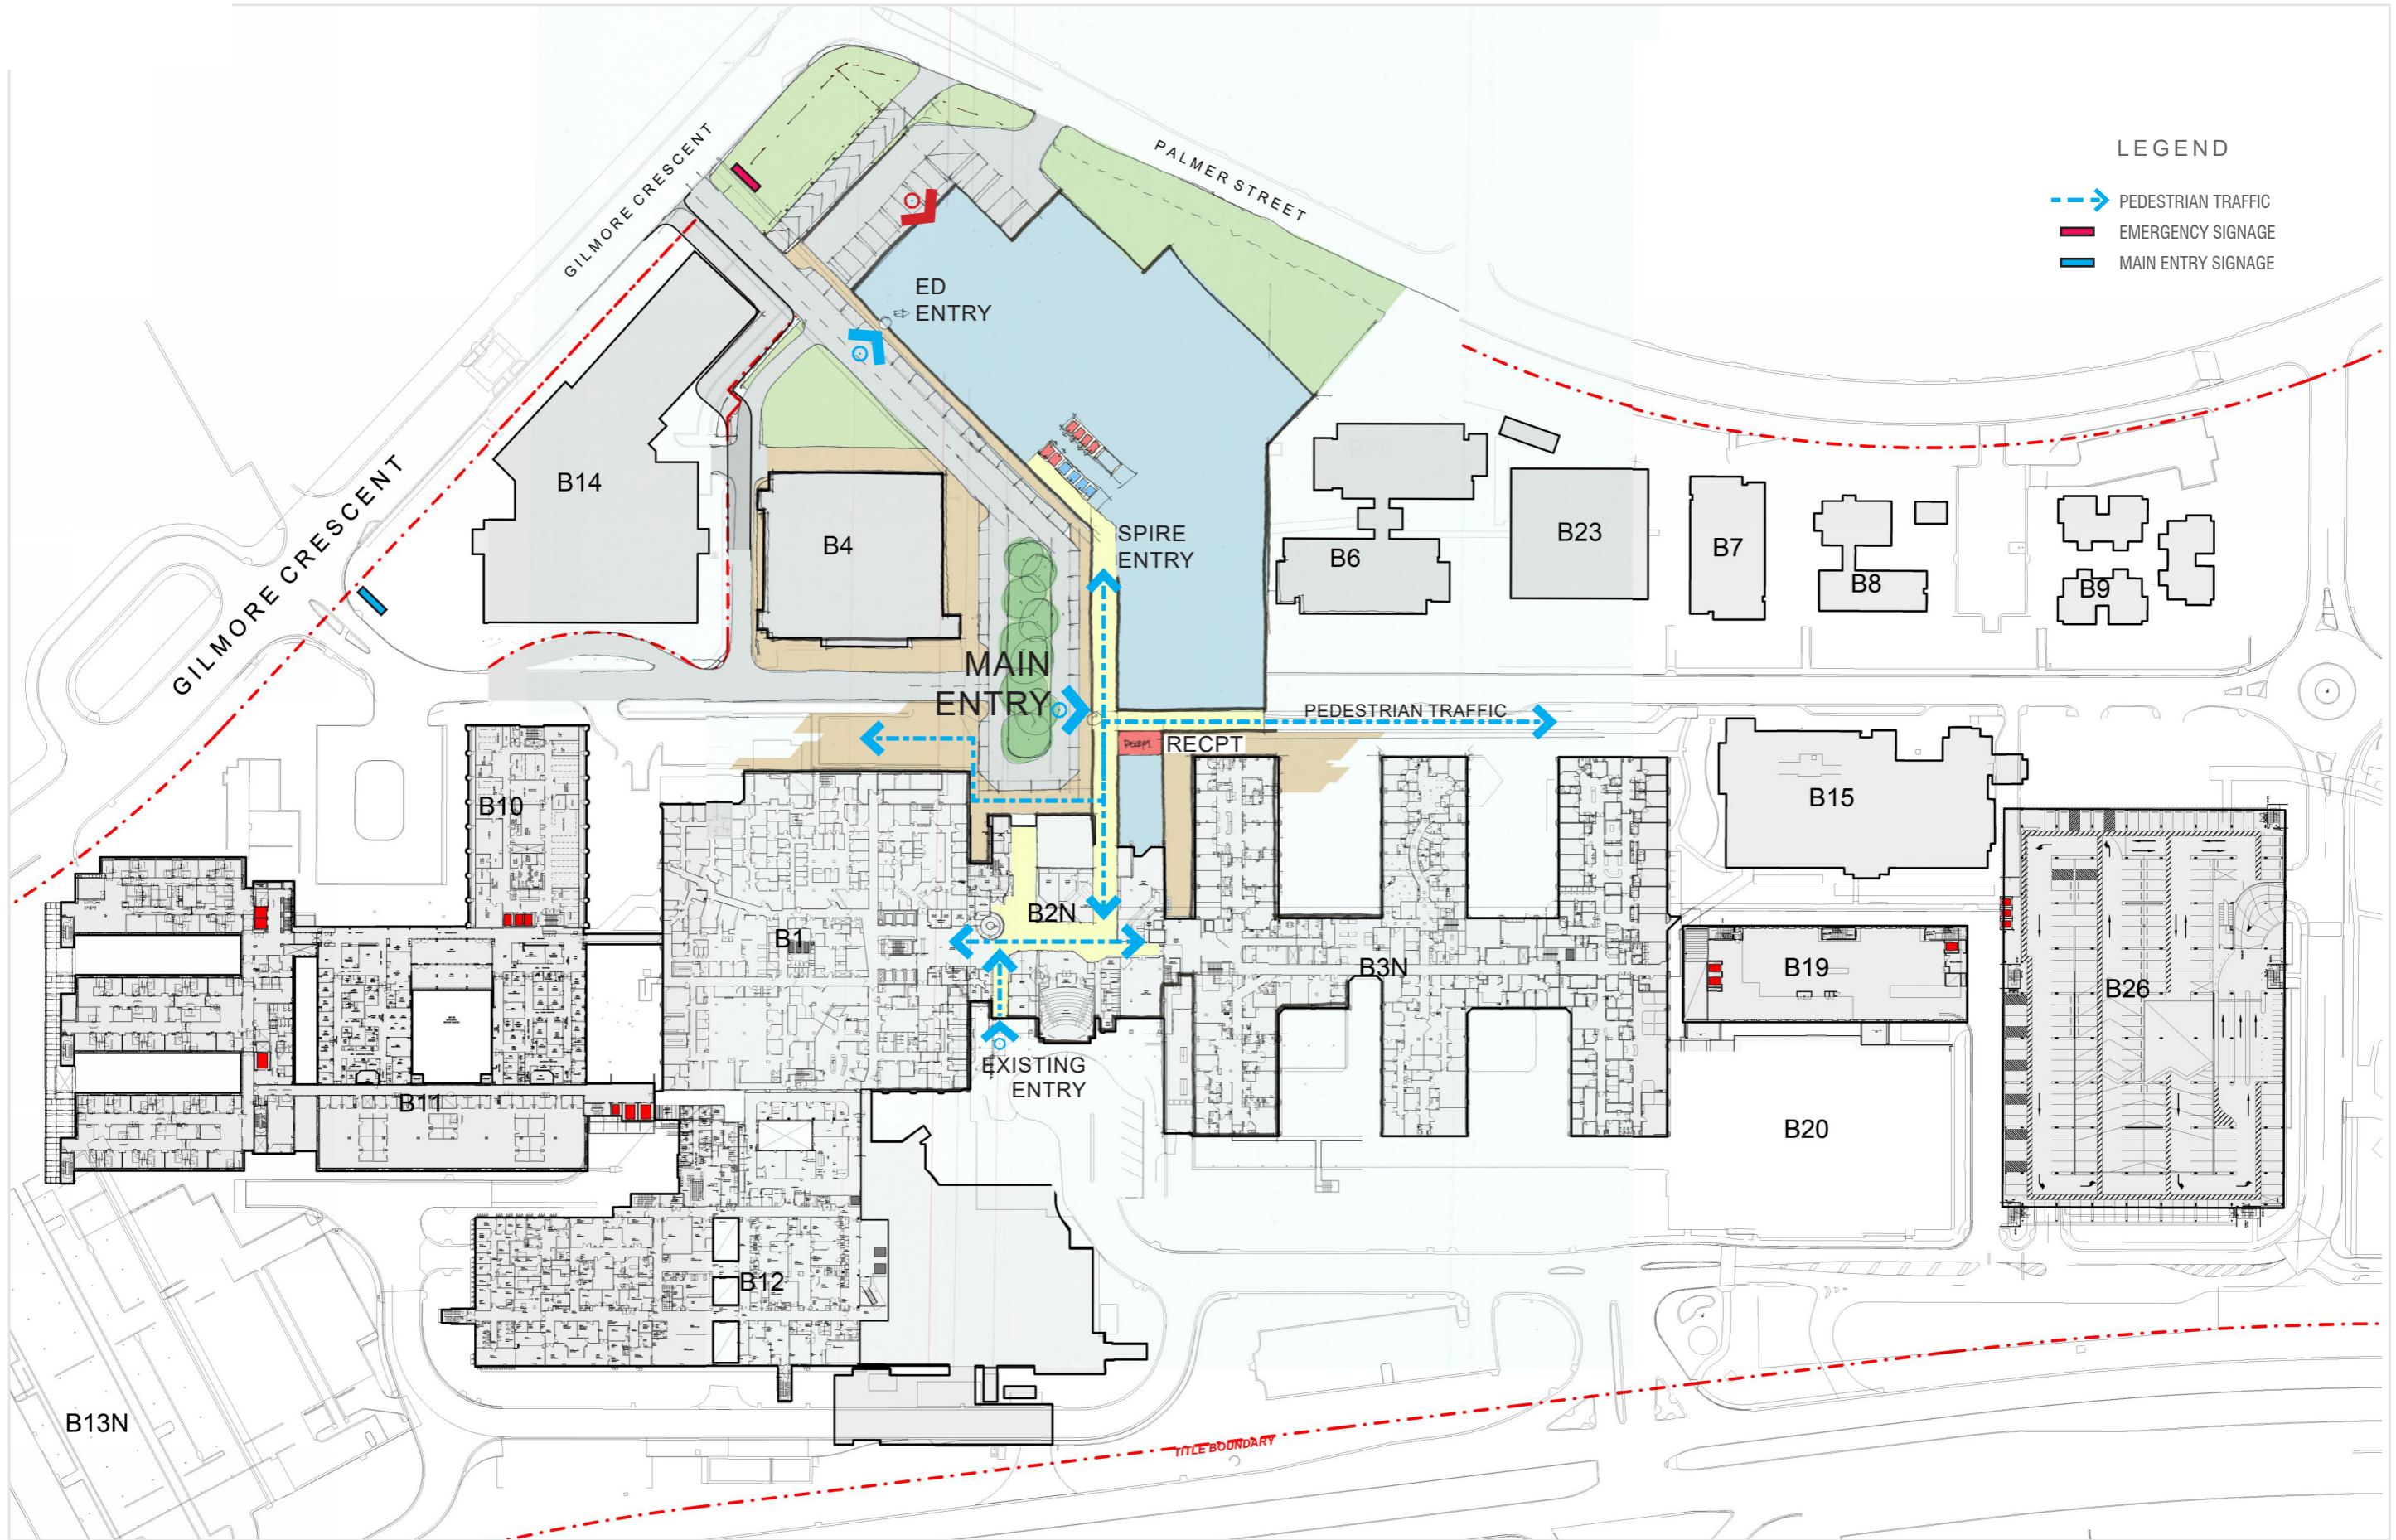 LEGEND
PEDESTRIAN TRAFFIC
EMERGENCY SIGNAGE
MAIN ENTRY SIGNAGE
GILMORE CRESCENT
PALMER STREET
ED
ENTRY
GILMORE CRESCENT
B14
B4
SPIRE
ENTRY
B6
B23
B7
B8
B9
MAIN
ENTRY
PEDESTRIAN TRAFFIC
RECPT
B10
B15
B2N
B1
B3N
B19
B26
EXISTING
ENTRY
B11
B20
B12
B13N
TITLE BOUNDARY